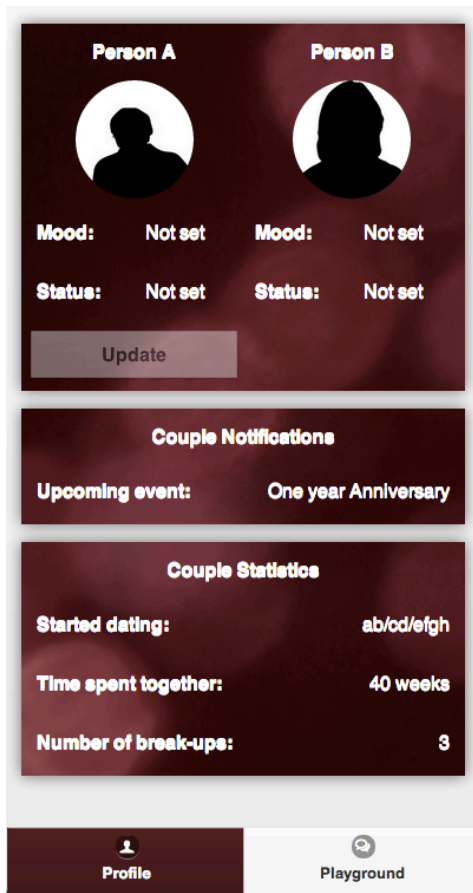 Person A Person B
Mood: Not set Mood: Not set
Status: Not set Status: Not set
Update
Couple Notifications
Upcoming event: One year Anniversary
Couple Statistics
Started dating: ab/cd/efgh
Time spent together: 40 weeks
Number of break-ups: 3
Profile Playground